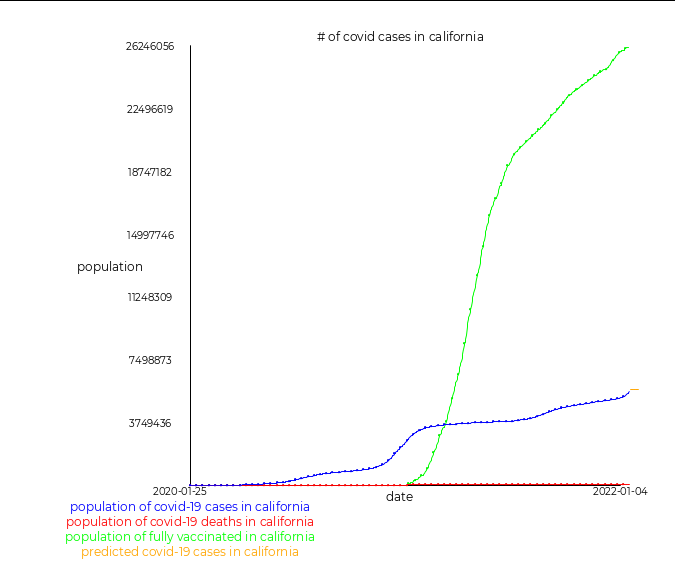 # of covid cases in california
26246056
22496619
18747182
14997746
population
11248309
7498873
3749436
2020-01-25
date
2022-01-04
population of covid-19 cases in california
population of covid-19 deaths in california
population of fully vaccinated in california
predicted covid-19 cases in california